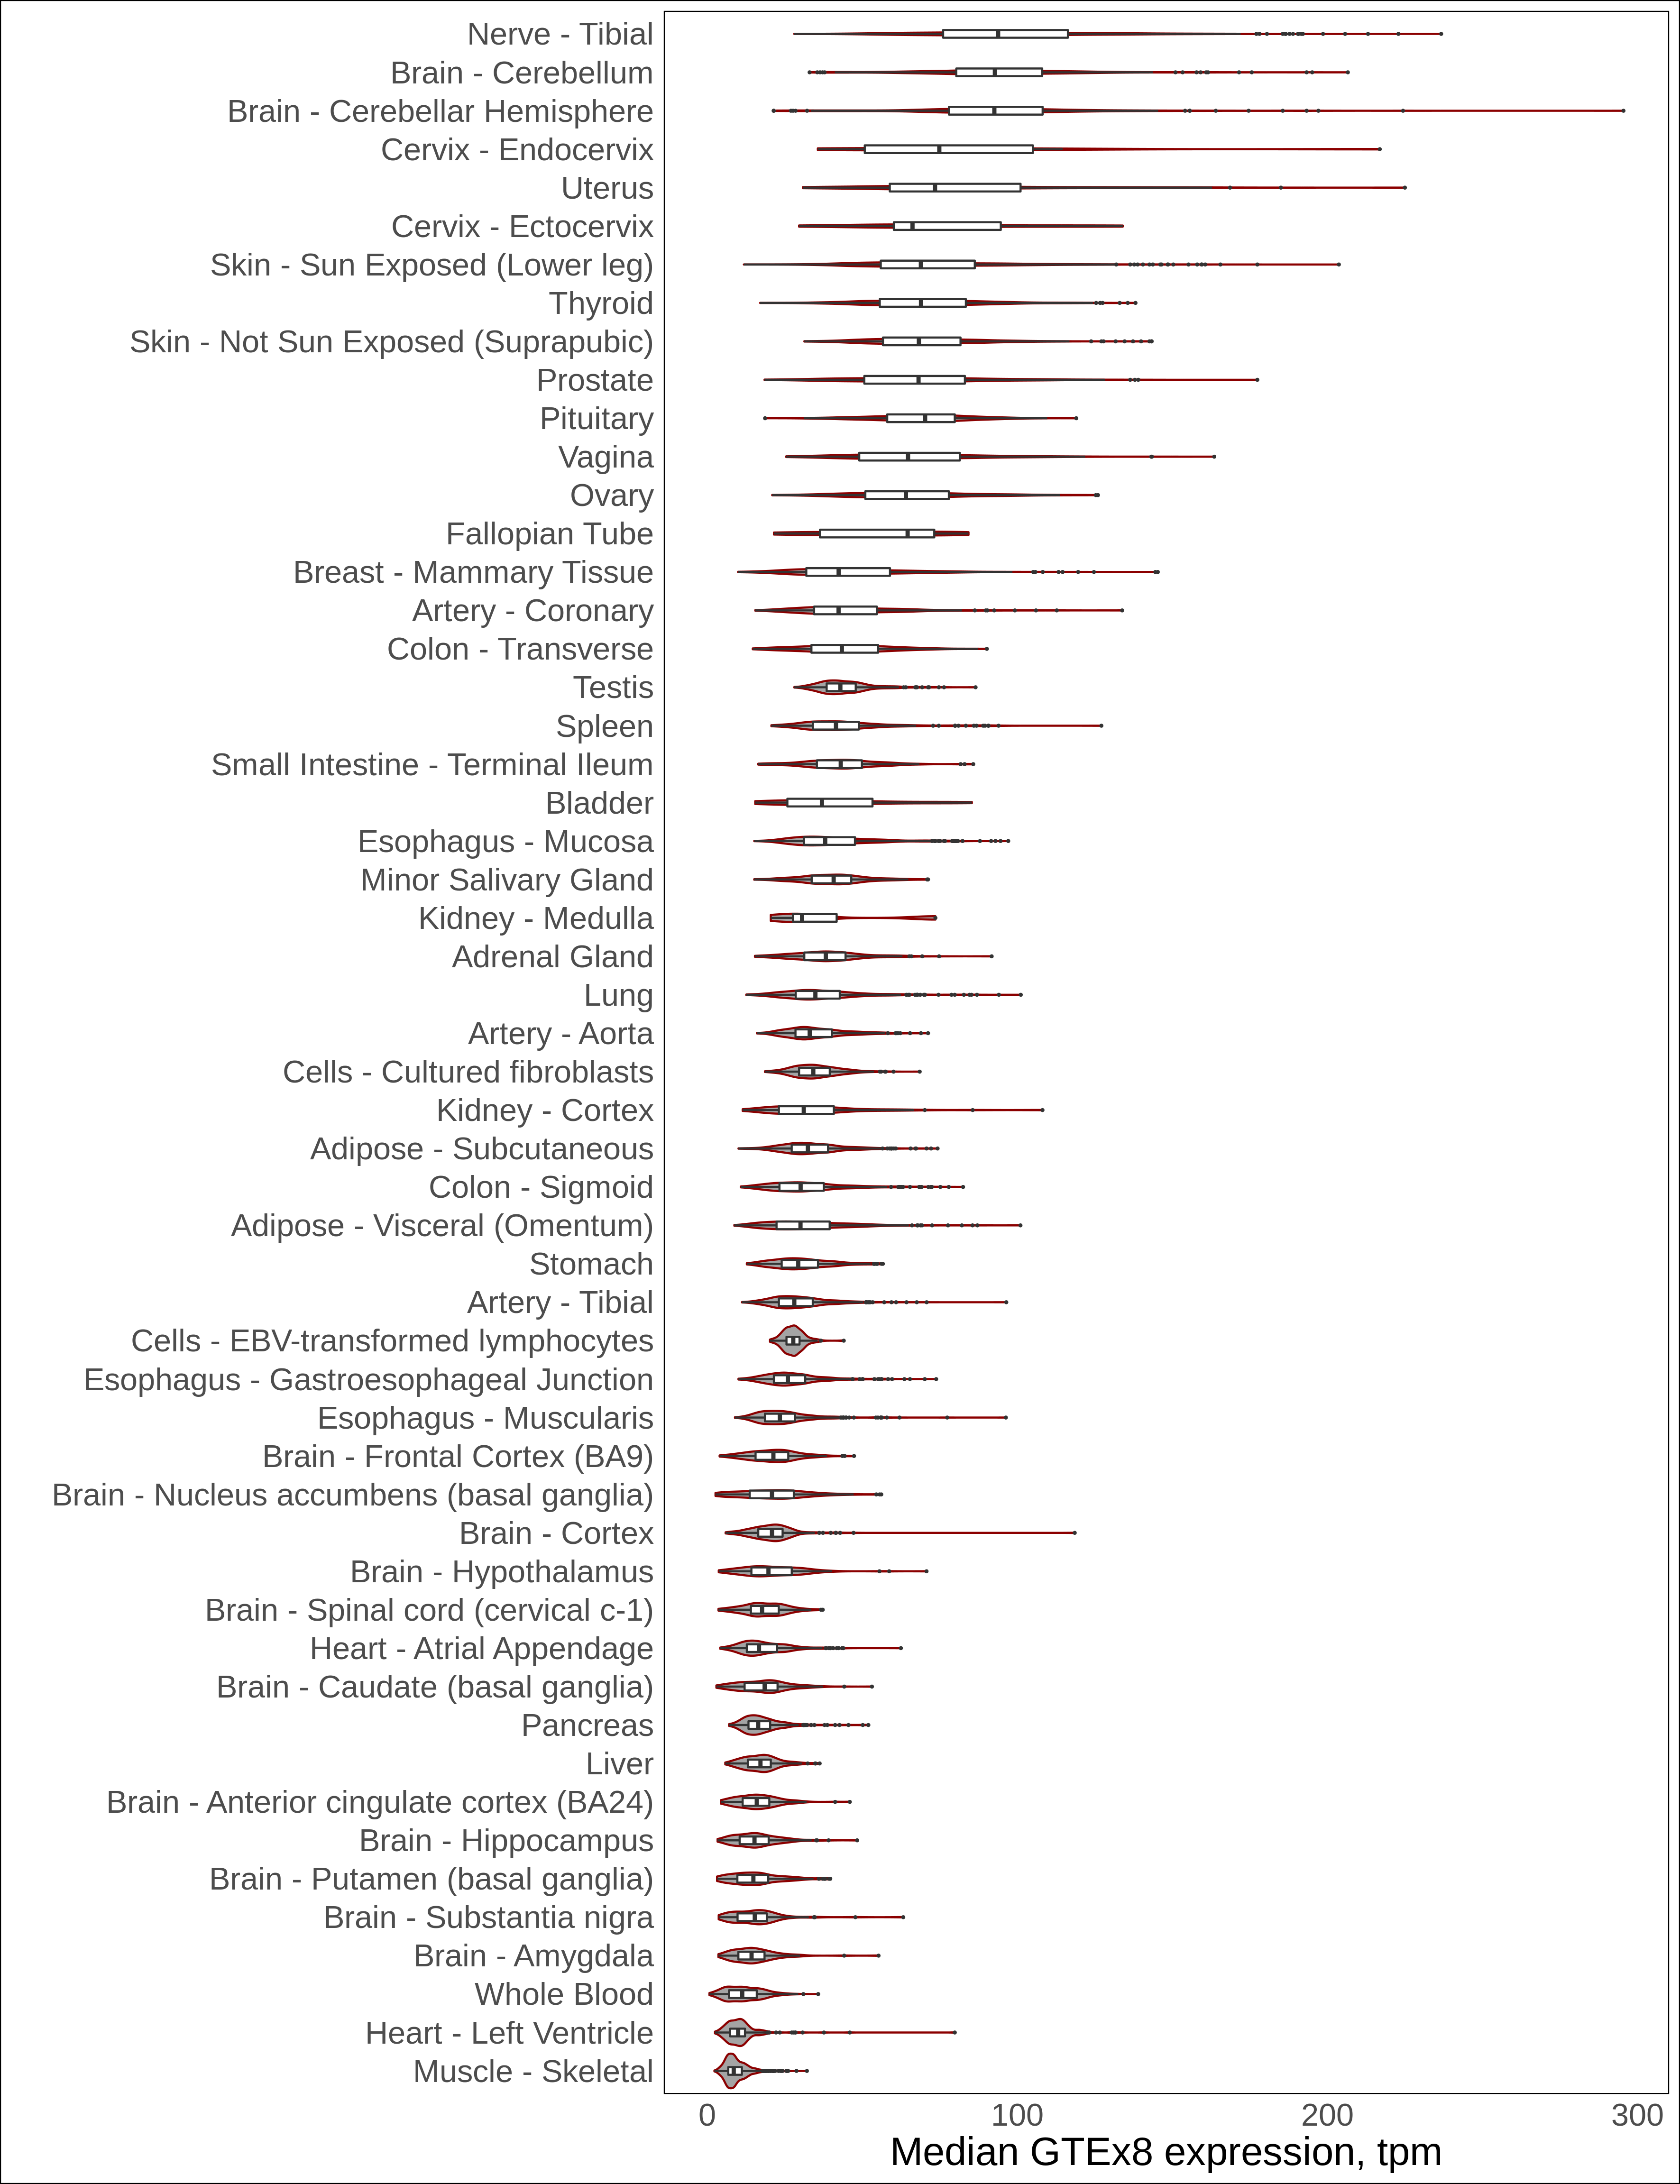 Nerve - Tibial
Brain - Cerebellum
Brain - Cerebellar Hemisphere
Cervix - Endocervix
Uterus
Cervix - Ectocervix
Skin - Sun Exposed (Lower leg)
Thyroid
Skin - Not Sun Exposed (Suprapubic)
Prostate
Pituitary
Vagina
Ovary
Fallopian Tube
Breast - Mammary Tissue
Artery - Coronary
Colon - Transverse
Testis
Spleen
Small Intestine - Terminal Ileum
Bladder
Esophagus - Mucosa
Minor Salivary Gland
Kidney - Medulla
Adrenal Gland
Lung
Artery - Aorta
Cells - Cultured fibroblasts
Kidney - Cortex
Adipose - Subcutaneous
Colon - Sigmoid
Adipose - Visceral (Omentum)
Stomach
Artery - Tibial
Cells - EBV-transformed lymphocytes
Esophagus - Gastroesophageal Junction
Esophagus - Muscularis
Brain - Frontal Cortex (BA9)
Brain - Nucleus accumbens (basal ganglia)
Brain - Cortex
Brain - Hypothalamus
Brain - Spinal cord (cervical c-1)
Heart - Atrial Appendage
Brain - Caudate (basal ganglia)
Pancreas
Liver
Brain - Anterior cingulate cortex (BA24)
Brain - Hippocampus
Brain - Putamen (basal ganglia)
Brain - Substantia nigra
Brain - Amygdala
Whole Blood
Heart - Left Ventricle
Muscle - Skeletal
0 100 200 300
Median GTEx8 expression, tpm